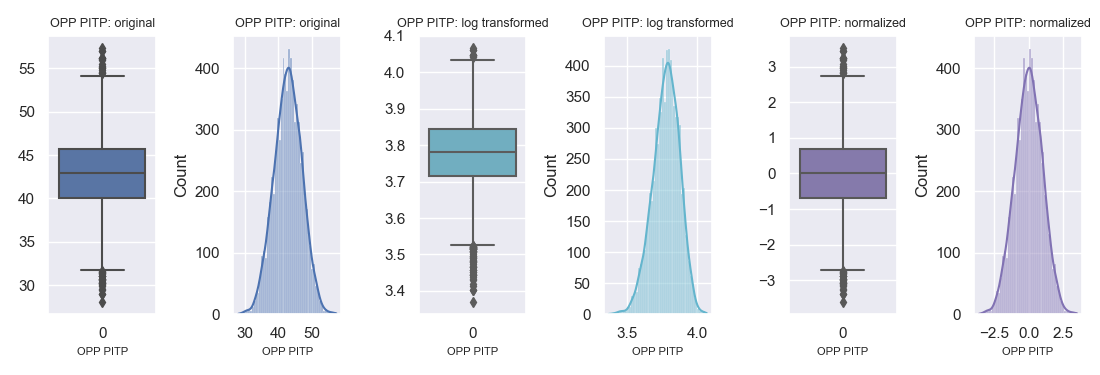 OPP PITP: original
55
50
45
40
35
30
0
OPP PITP
OPP PITP: original
Count
400
300
200
100
0
30 40 50
OPP PITP
OPP PITP: log transformed
4.1
4.0
3.9
3.8
3.7
3.6
3.5
3.4
0
OPP PITP
OPP PITP: log transformed
Count
400
350
300
250
200
150
100
50
0
3.5 4.0
OPP PITP
OPP PITP: normalized
3
2
1
0
−1
−2
−3
0
OPP PITP
OPP PITP: normalized
Count
400
300
200
100
0
−2.5 0.0 2.5
OPP PITP